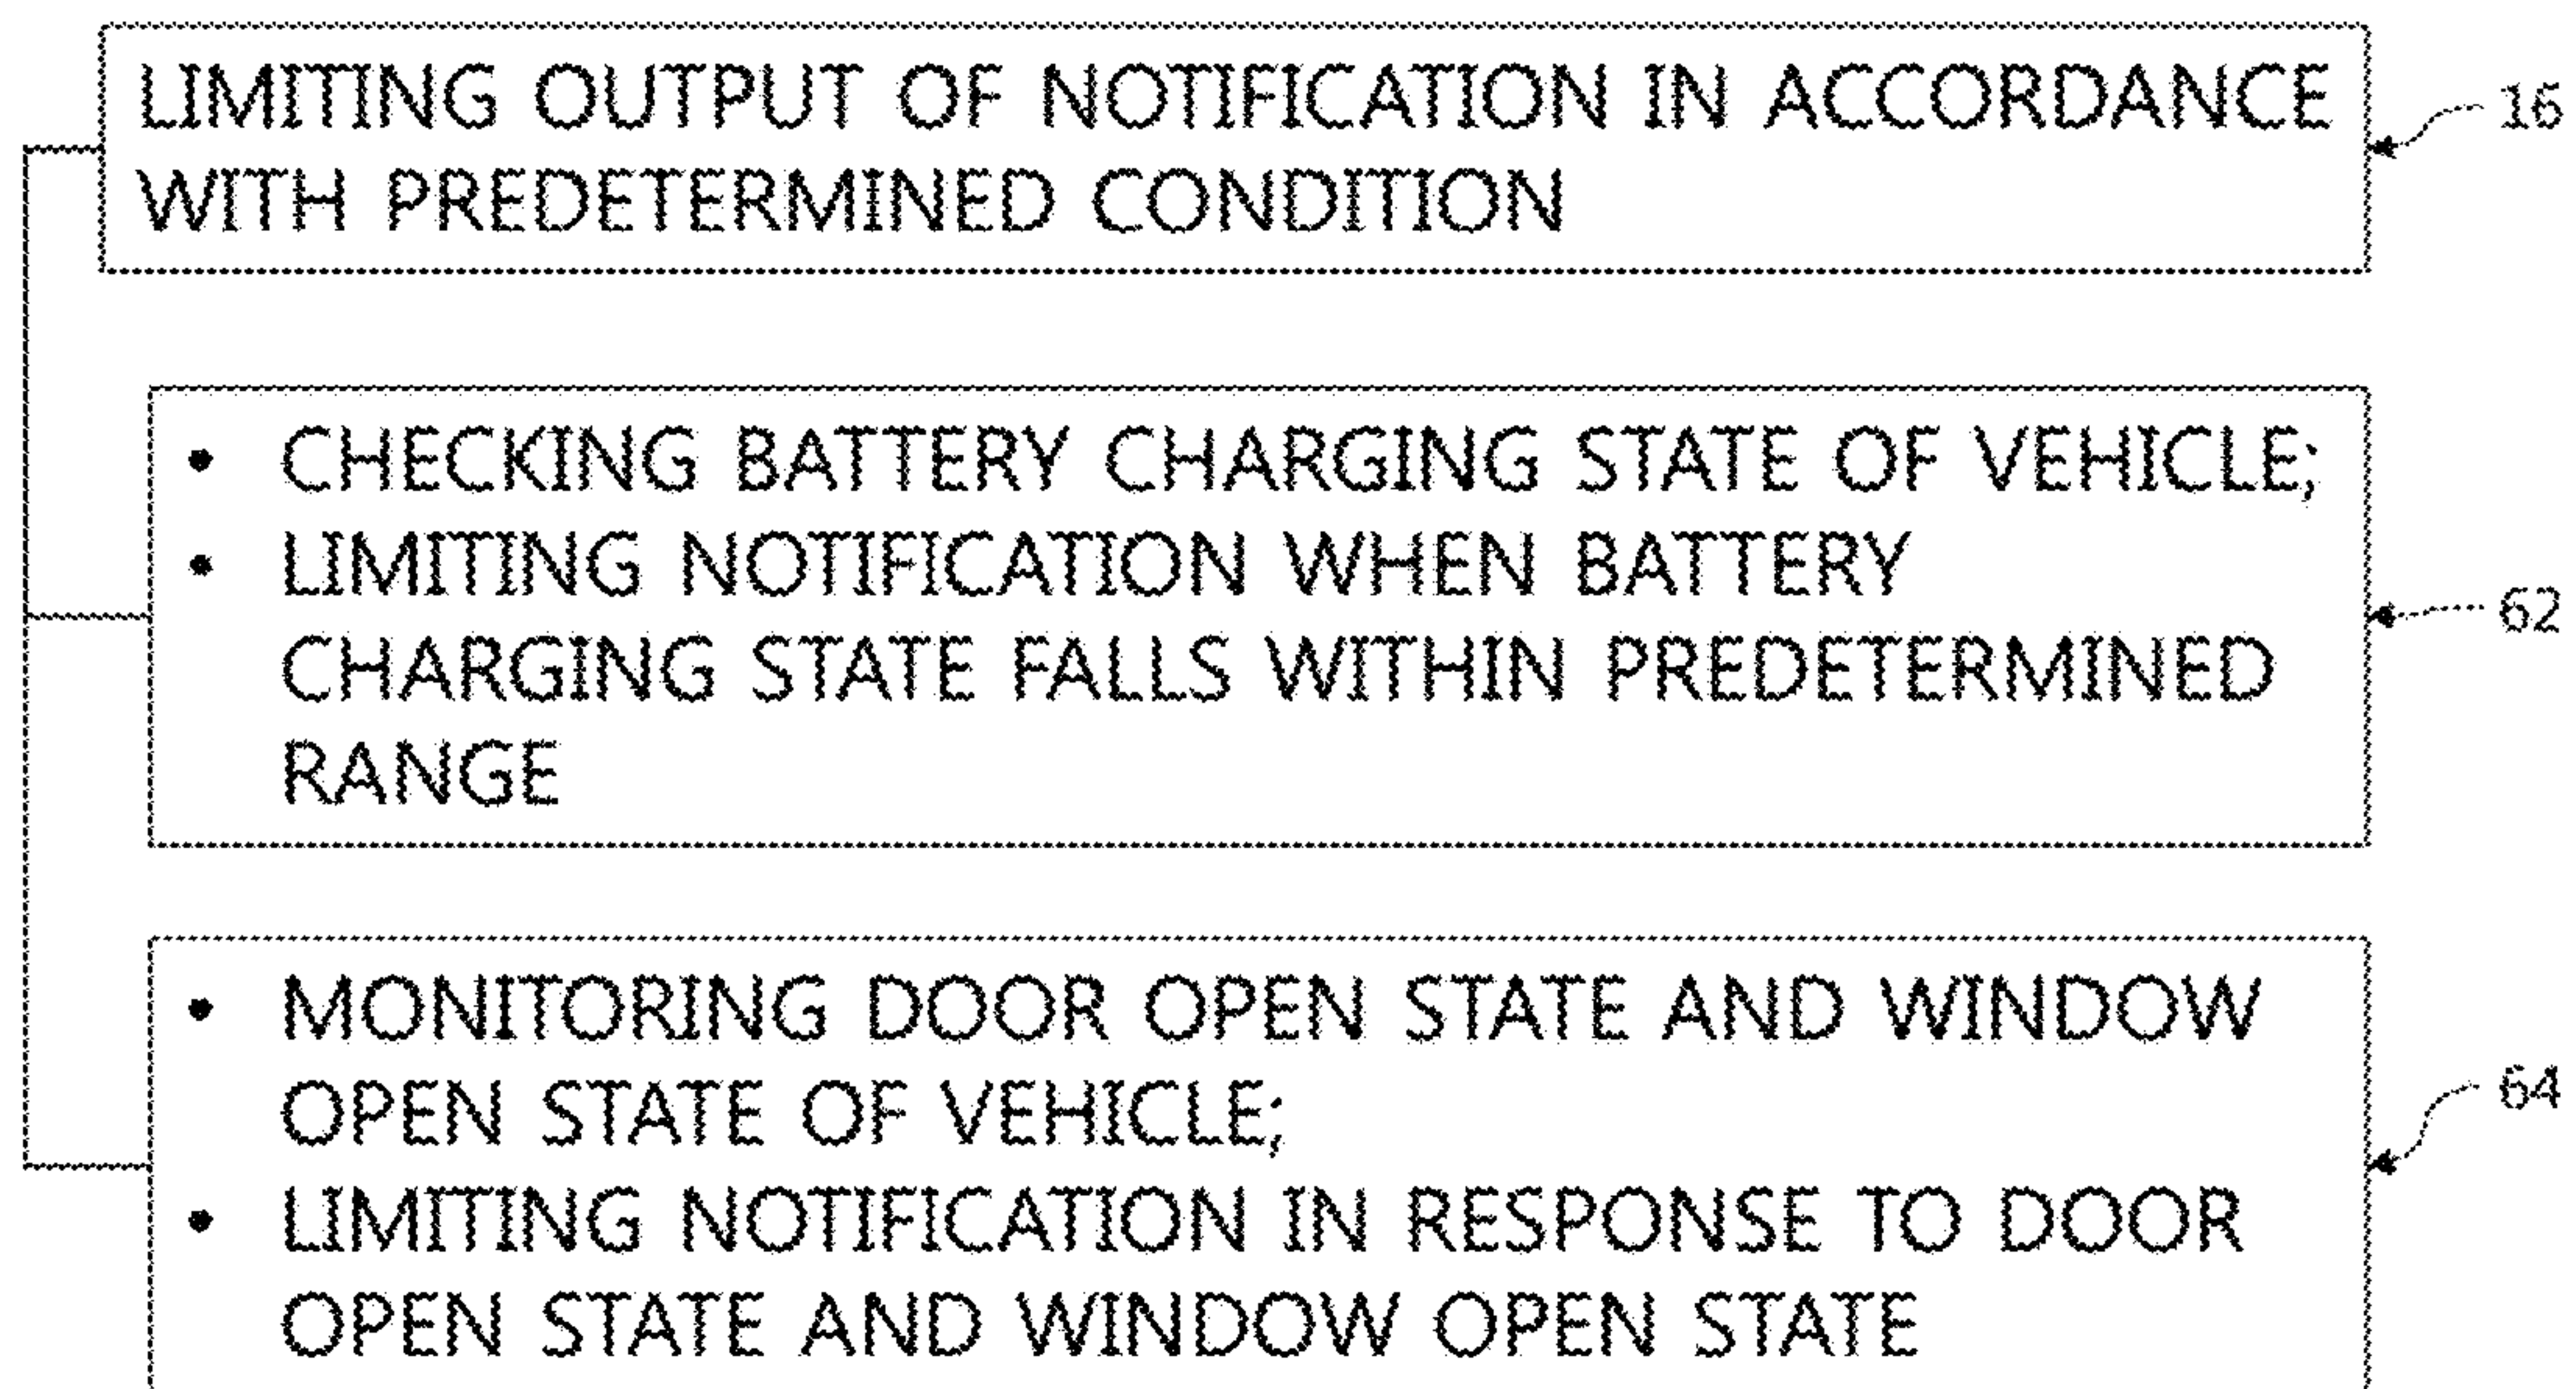 LIMITING OUTPUT OF NOTIFICATION IN ACCORDANCE
WITH PREDETERMINED CONDITION
16
• CHECKING BATTERY CHARGING STATE OF VEHICLE;
• LIMITING NOTIFICATION WHEN BATTERY
CHARGING STATE FALLS WITHIN PREDETERMINED
RANGE
62
• MONITORING DOOR OPEN STATE AND WINDOW
OPEN STATE OF VEHICLE;
• LIMITING NOTIFICATION IN RESPONSE TO DOOR
OPEN STATE AND WINDOW OPEN STATE
64